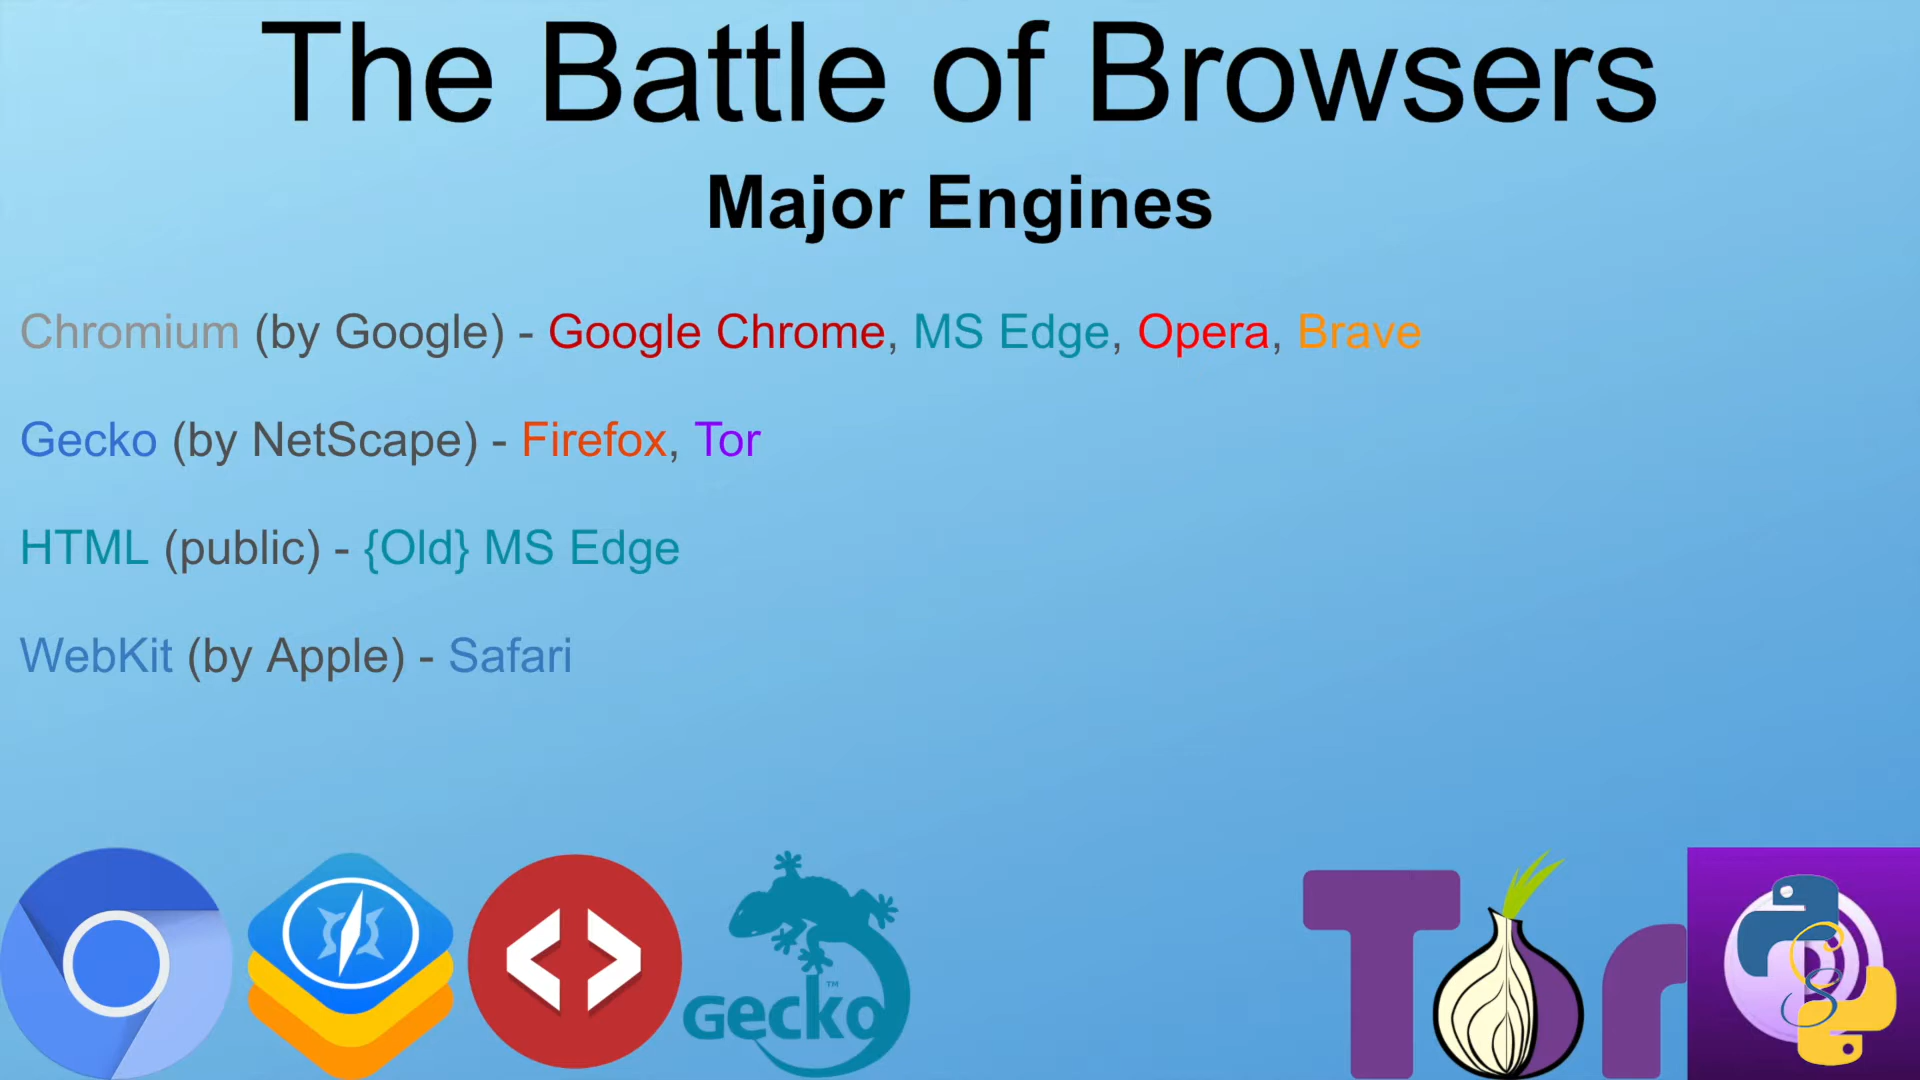 The Battle of Browsers
Major Engines
Chromium (by Google) - Google Chrome, MS Edge, Opera, Brave
Gecko (by NetScape) - Firefox, Tor
HTML (public) - {Old} MS Edge
WebKit (by Apple) - Safari
gecko™
Tor